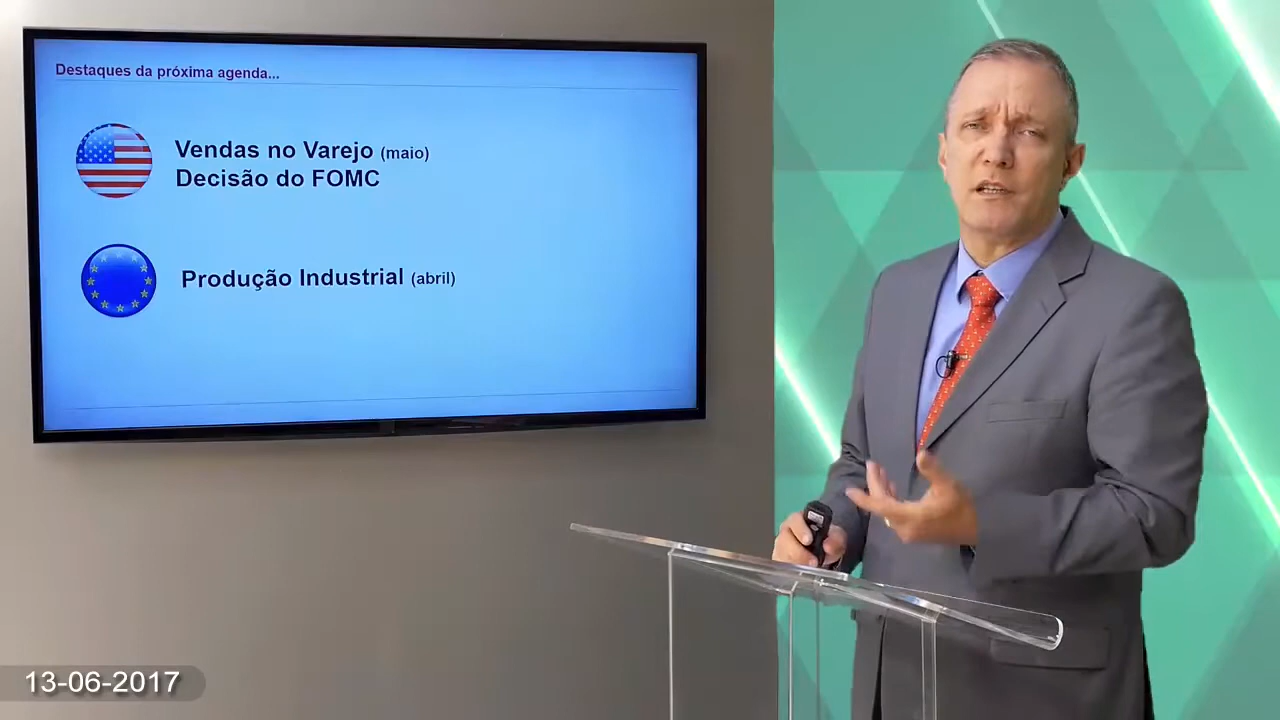 Destaques da próxima agenda...
Vendas no Varejo (maio)
Decisão do FOMC
Produção Industrial (abril)
13-06-2017